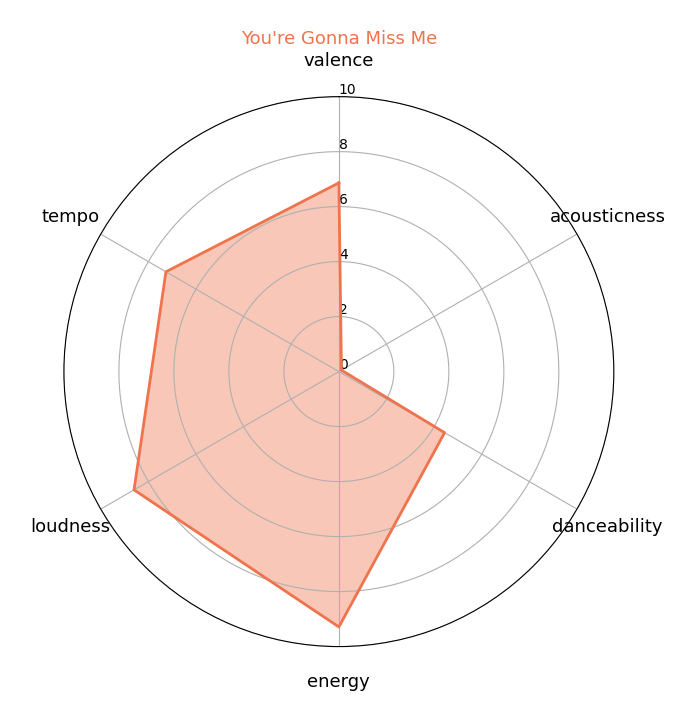 You're Gonna Miss Me
valence
10
8
tempo
6
acousticness
4
2
0
loudness
danceability
energy